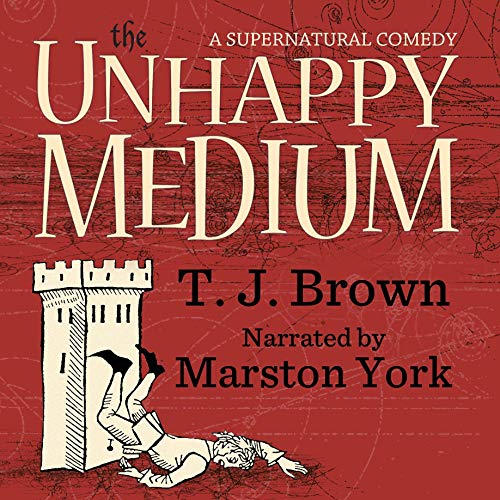 the
A SUPERNATURAL COMEDY
UNHAPPY
MEDIUM
T. J. Brown
Narrated by
Marston York